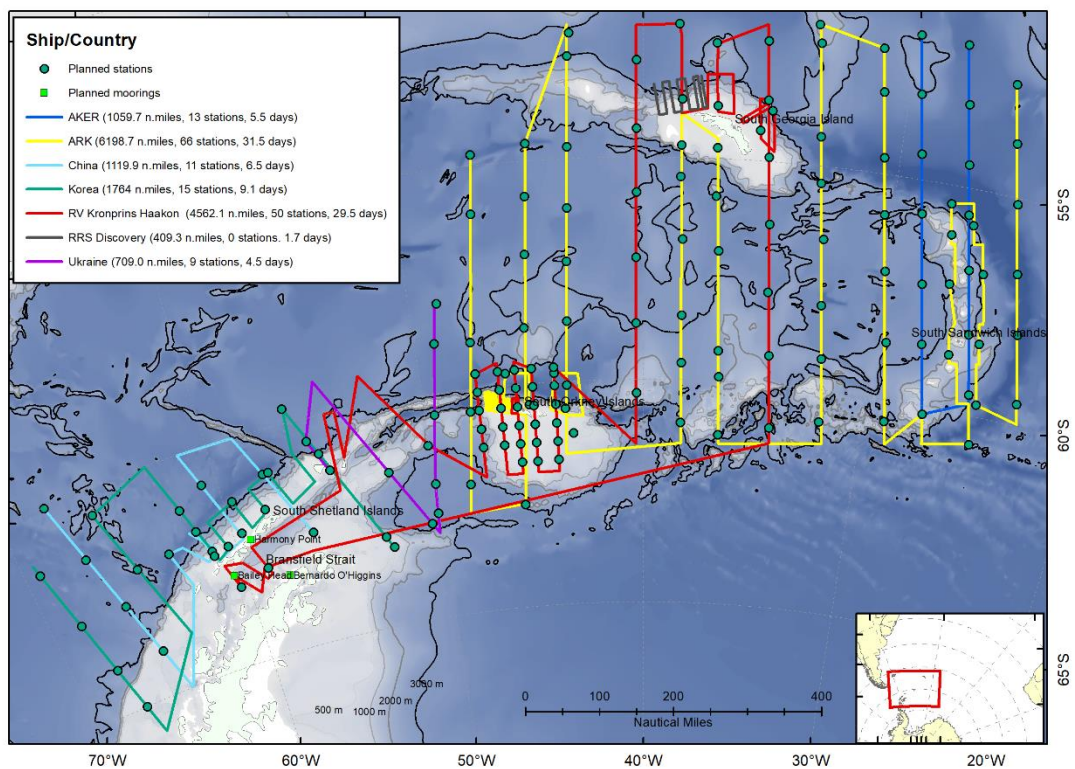 Ship/Country
Planned stations
Planned moorings
AKER (1059.7 n.miles, 13 stations, 5.5 days)
ARK (6198.7 n.miles, 66 stations, 31.5 days)
China (1119.9 n.miles, 11 stations, 6.5 days)
Korea (1764 n.miles, 15 stations, 9.1 days)
RV Kronprins Haakon (4562.1 n.miles, 50 stations, 29.5 days)
RRS Discovery (409.3 n.miles, 0 stations. 1.7 days)
Ukraine (709.0 n.miles, 9 stations, 4.5 days)
South Georgia Island
55°S
South Sandwich Islands
South Orkney Islands
60°S
South Shetland Islands
Harmony Point
Bransfield Strait
Bailey Head
Bernardo O'Higgins
65°S
3000 m
2000 m
1000 m
500 m
0 100 200 400
Nautical Miles
70°W 60°W 50°W 40°W 30°W 20°W